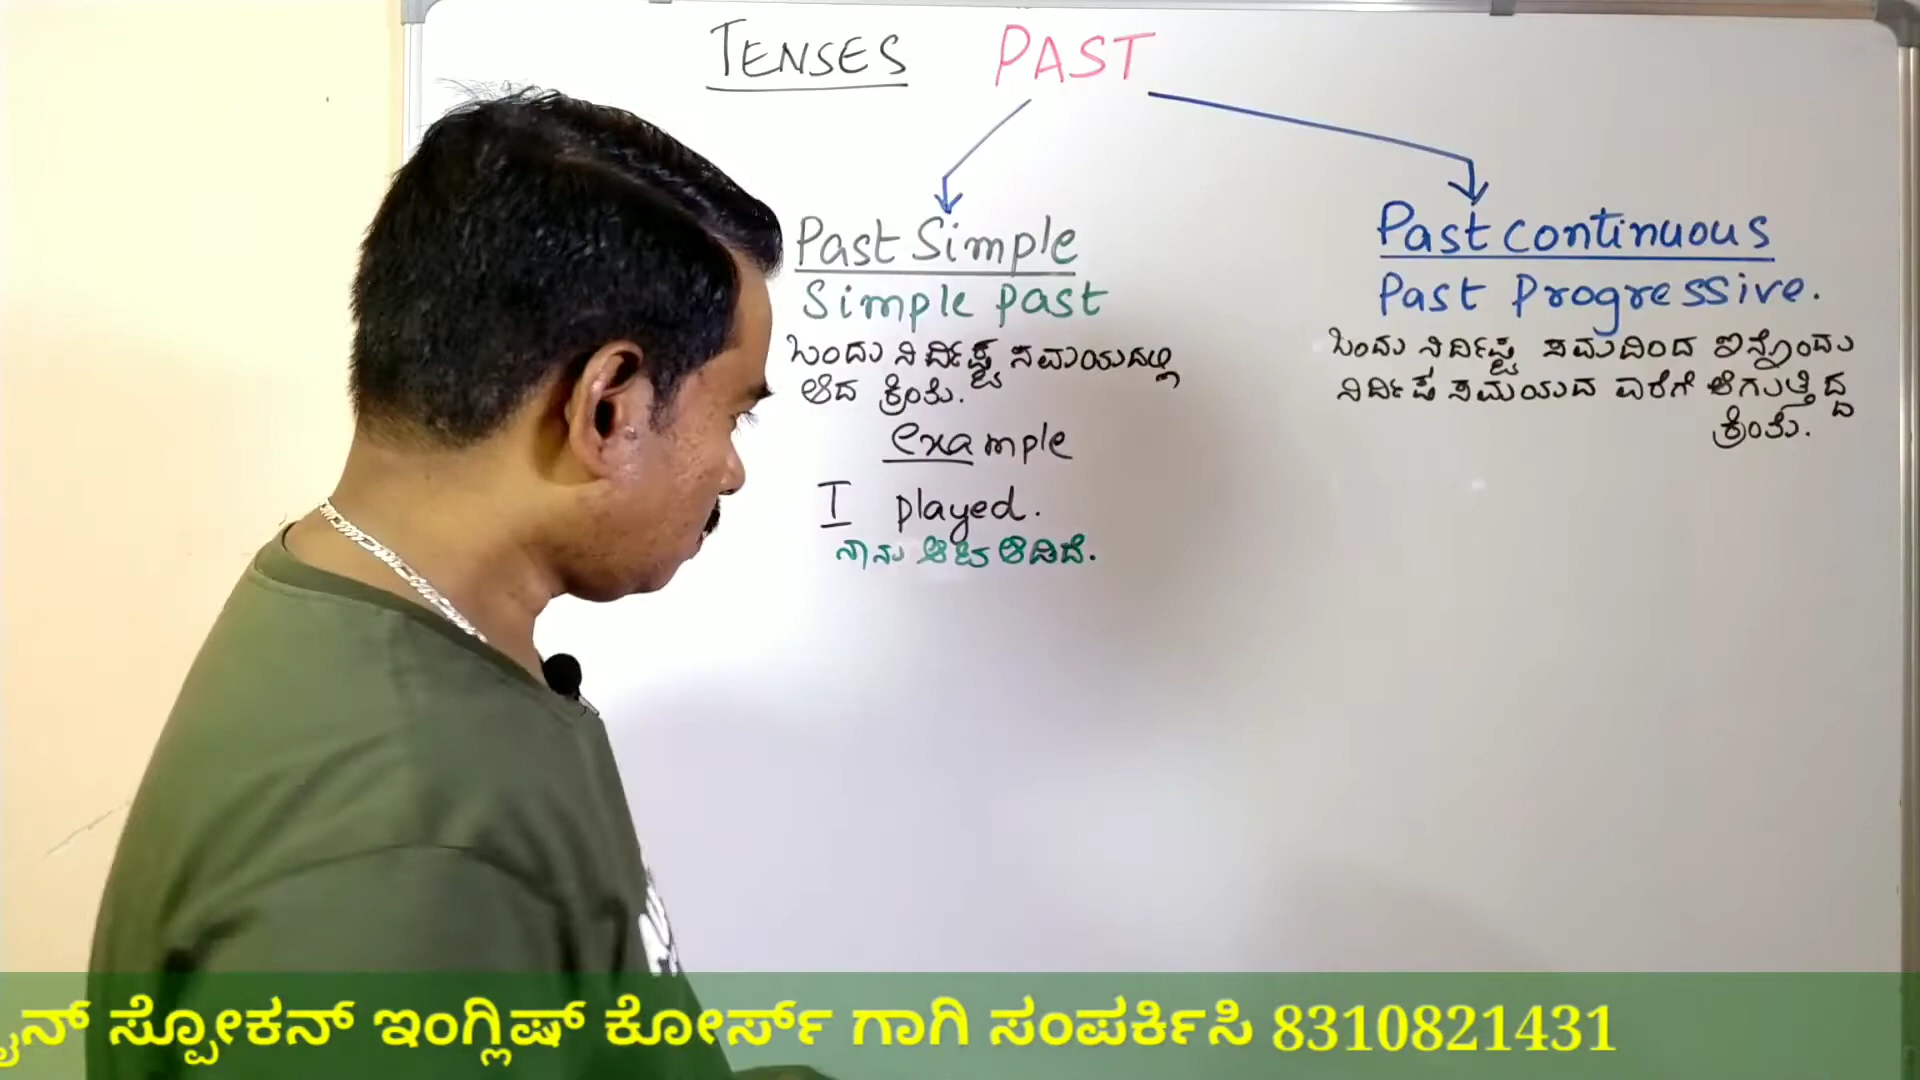 TENSES PAST
Past Simple
Simple past
ಒಂದು ನಿರ್ದಿಷ್ಟ ಸಮಯದಲ್ಲಿ
ಆದ ಕ್ರಿಂತು.
example
I played.
ನಾನು ಆಟ ಆಡಿದೆ.
Past continuous
Past Progressive.
ಒಂದು ನಿರ್ದಿಷ್ಟ ಸಮದಿಂದ ಇನ್ನೊಂದು
ನಿರ್ದಿಷ್ಟ ಸಮಯದ ವರೆಗೆ ಆಗುತ್ತಿದ್ದ
ಕ್ರಿಂತು.
ಸ್ಪೋಕನ್ ಇಂಗ್ಲಿಷ್ ಕೋರ್ಸ್ ಗಾಗಿ ಸಂಪರ್ಕಿಸಿ 8310821431